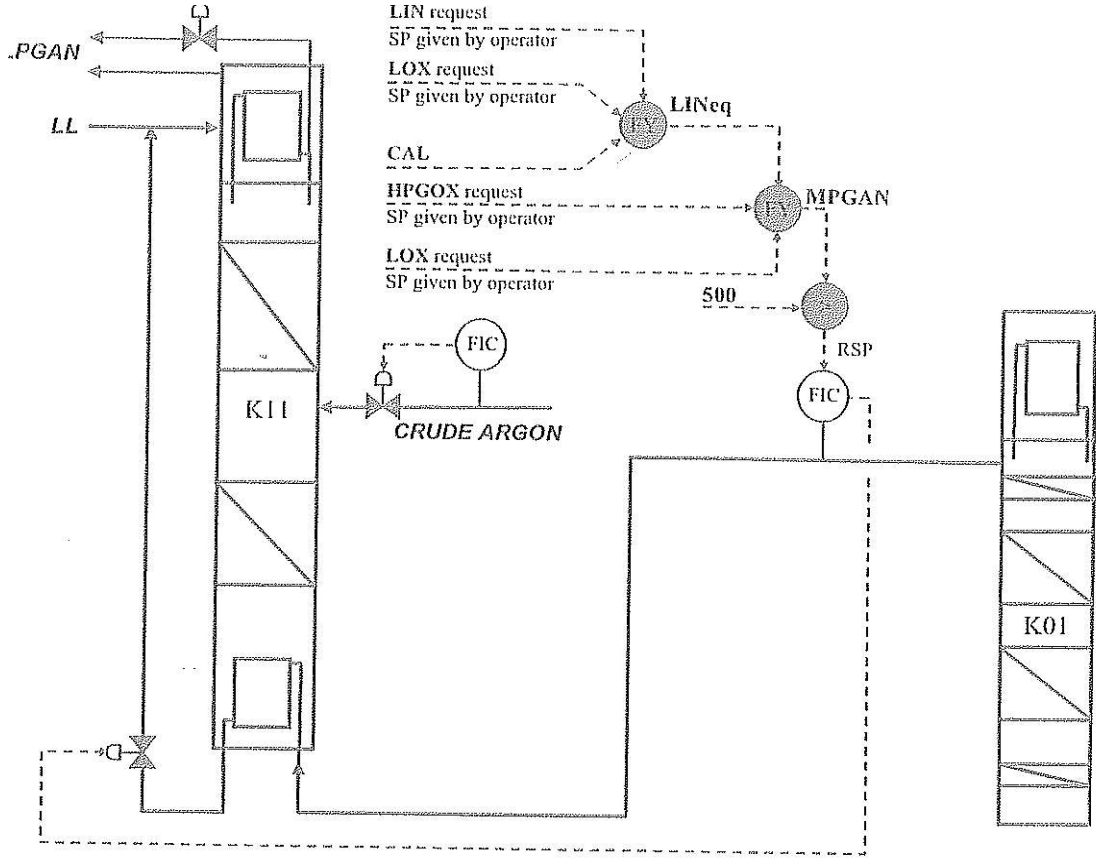 LIN request
SP given by operator
.PGAN
LOX request
SP given by operator
LINeq
FY
LL
CAL
HPGOX request
SP given by operator
MPGAN
LOX request
SP given by operator
500
FIC
RSP
FIC
K11
CRUDE ARGON
K01